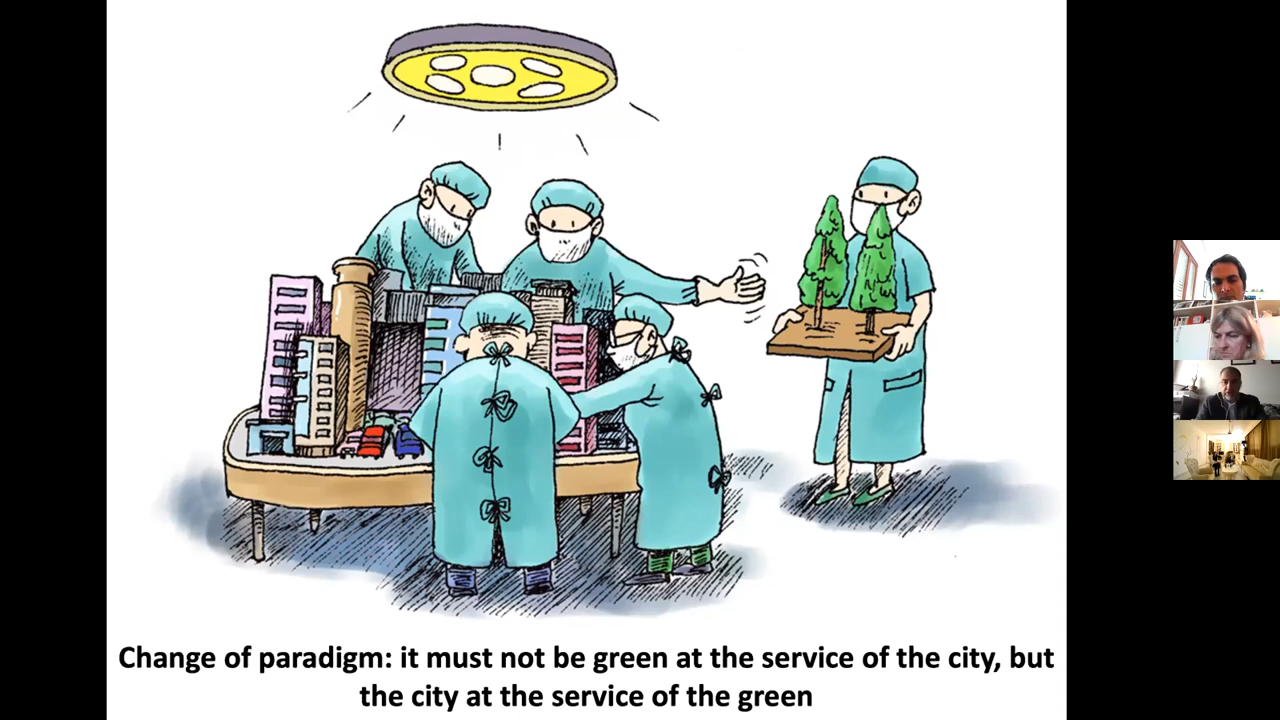 Change of paradigm: it must not be green at the service of the city, but
the city at the service of the green